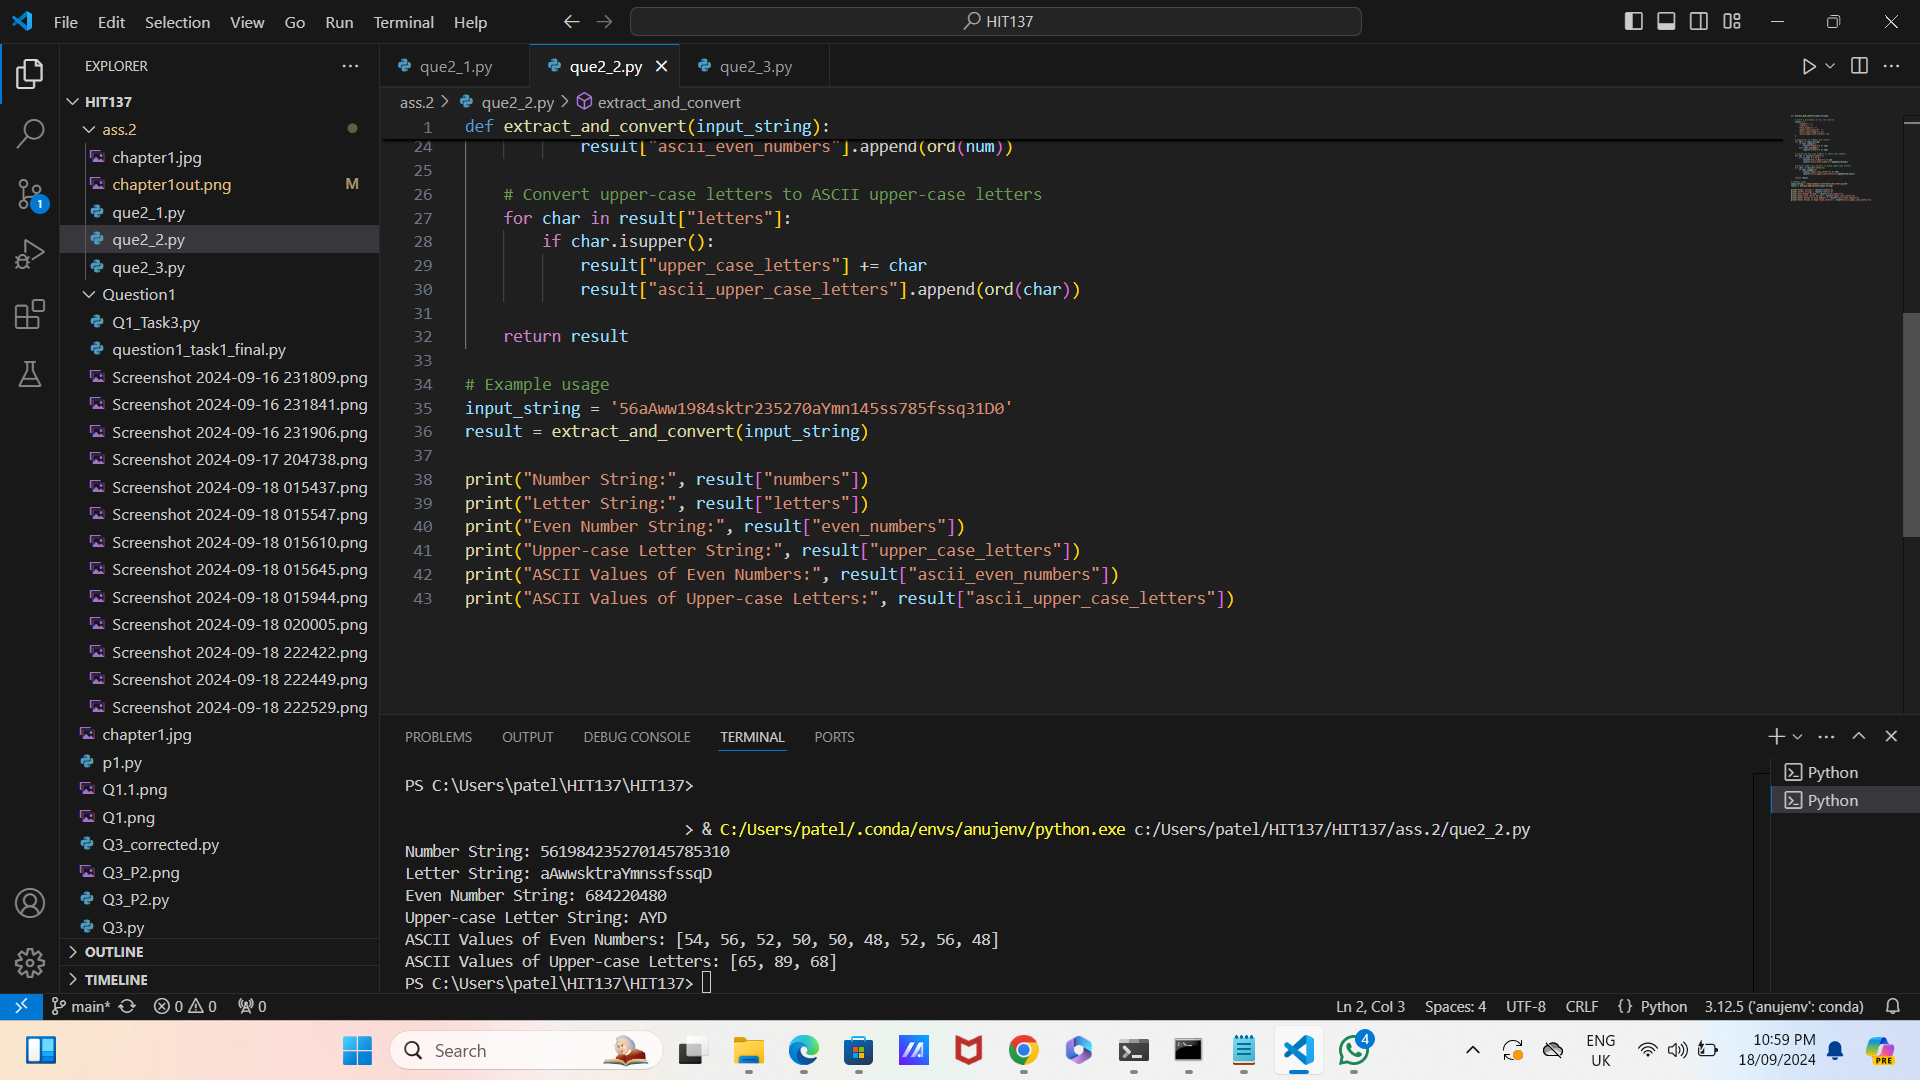 File Edit Selection View Go Run Terminal Help
HIT137
EXPLORER
HIT137
ass.2
chapter1.jpg
chapter1out.png M
que2_1.py
que2_2.py
que2_3.py
Question1
Q1_Task3.py
question1_task1_final.py
Screenshot 2024-09-16 231809.png
Screenshot 2024-09-16 231841.png
Screenshot 2024-09-16 231906.png
Screenshot 2024-09-17 204738.png
Screenshot 2024-09-18 015437.png
Screenshot 2024-09-18 015547.png
Screenshot 2024-09-18 015610.png
Screenshot 2024-09-18 015645.png
Screenshot 2024-09-18 015944.png
Screenshot 2024-09-18 020005.png
Screenshot 2024-09-18 222422.png
Screenshot 2024-09-18 222449.png
Screenshot 2024-09-18 222529.png
chapter1.jpg
p1.py
Q1.1.png
Q1.png
Q3_corrected.py
Q3_P2.png
Q3_P2.py
Q3.py
OUTLINE
TIMELINE
1
que2_1.py que2_2.py que2_3.py
ass.2 > que2_2.py > extract_and_convert
1 def extract_and_convert(input_string):
24 result["ascii_even_numbers"].append(ord(num))
25
26 # Convert upper-case letters to ASCII upper-case letters
27 for char in result["letters"]:
28 if char.isupper():
29 result["upper_case_letters"] += char
30 result["ascii_upper_case_letters"].append(ord(char))
31
32 return result
33
34 # Example usage
35 input_string = '56aAww1984sktr235270aYmn145ss785fssq31D0'
36 result = extract_and_convert(input_string)
37
38 print("Number String:", result["numbers"])
39 print("Letter String:", result["letters"])
40 print("Even Number String:", result["even_numbers"])
41 print("Upper-case Letter String:", result["upper_case_letters"])
42 print("ASCII Values of Even Numbers:", result["ascii_even_numbers"])
43 print("ASCII Values of Upper-case Letters:", result["ascii_upper_case_letters"])
PROBLEMS OUTPUT DEBUG CONSOLE TERMINAL PORTS
Python
Python
PS C:\Users\patel\HIT137\HIT137>
> & C:/Users/patel/.conda/envs/anujenv/python.exe c:/Users/patel/HIT137/HIT137/ass.2/que2_2.py
Number String: 561984235270145785310
Letter String: aAwwsktraYmnssfssqD
Even Number String: 684220480
Upper-case Letter String: AYD
ASCII Values of Even Numbers: [54, 56, 52, 50, 50, 48, 52, 56, 48]
ASCII Values of Upper-case Letters: [65, 89, 68]
PS C:\Users\patel\HIT137\HIT137>
main* 0 0 0 Ln 2, Col 3 Spaces: 4 UTF-8 CRLF {} Python 3.12.5 ('anujenv': conda)
Search
4
ENG
UK
10:59 PM
18/09/2024
PRE